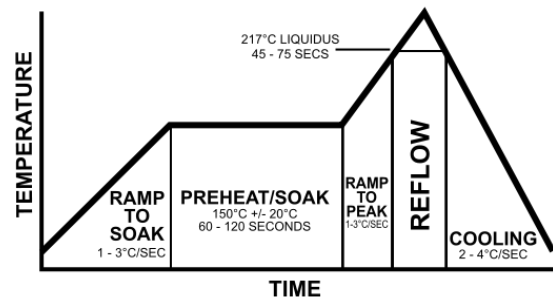 217°C LIQUIDUS
45 - 75 SECS
TEMPERATURE
RAMP
TO
SOAK
1 - 3°C/SEC
PREHEAT/SOAK
150°C +/- 20°C
60 - 120 SECONDS
RAMP
TO
PEAK
1-3°C/SEC
REFLOW
COOLING
2 - 4°C/SEC
TIME